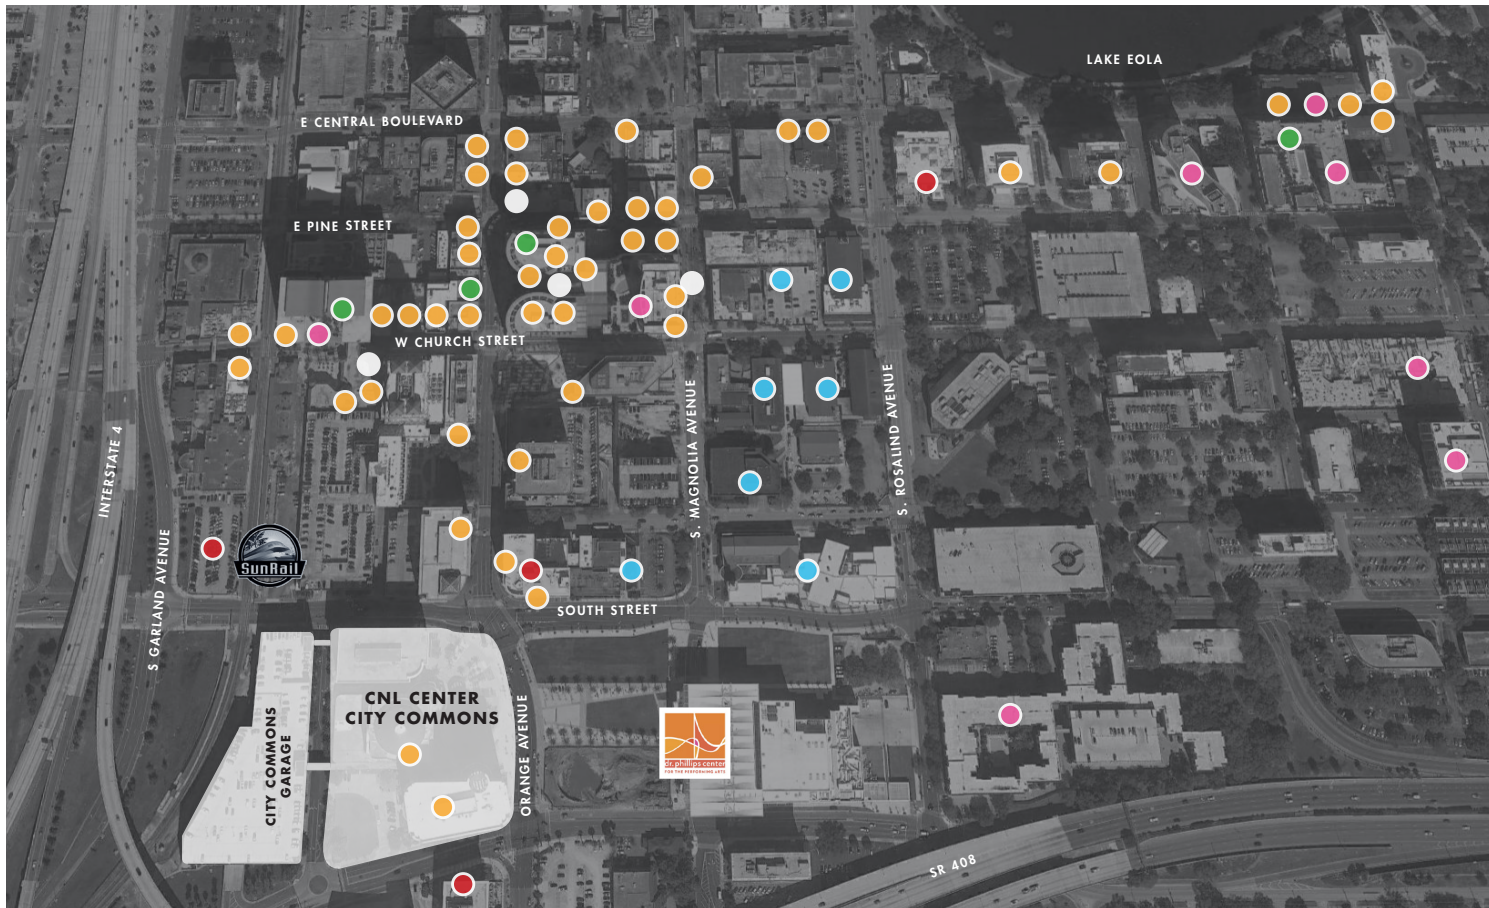 LAKE EOLA
E CENTRAL BOULEVARD
E PINE STREET
W CHURCH STREET
INTERSTATE 4
S. MAGNOLIA AVENUE
S. ROSALIND AVENUE
S GARLAND AVENUE
SunRail
SOUTH STREET
CNL CENTER
CITY COMMONS
CITY COMMONS
GARAGE
ORANGE AVENUE
dr.phillips center
FOR THE PERFORMING ARTS
SR 408